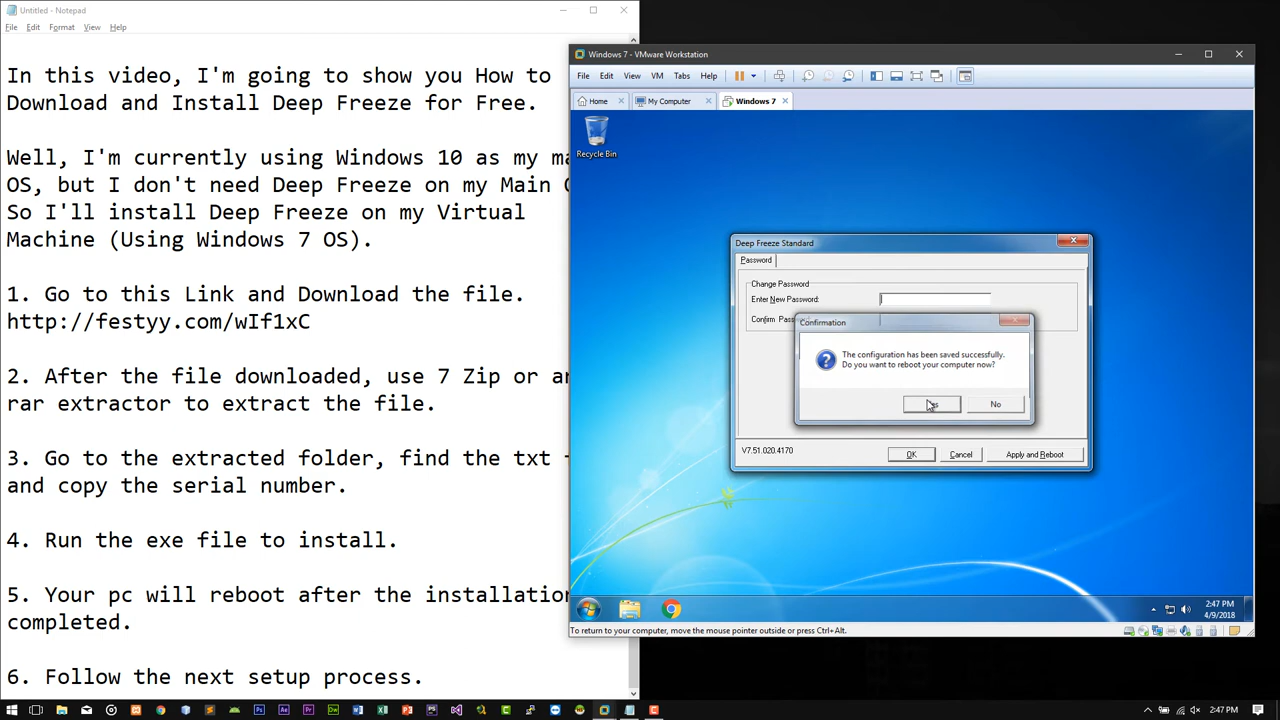 Untitled - Notepad
File Edit Format View Help
In this video, I'm going to show you How to
Download and Install Deep Freeze for Free.
Well, I'm currently using Windows 10 as my
OS, but I don't need Deep Freeze on my Main
So I'll install Deep Freeze on my Virtual
Machine (Using Windows 7 OS).
1. Go to this Link and Download the file.
http://festyy.com/wIf1xC
2. After the file downloaded, use 7 Zip or
rar extractor to extract the file.
3. Go to the extracted folder, find the txt
and copy the serial number.
4. Run the exe file to install.
5. Your pc will reboot after the installation
completed.
6. Follow the next setup process.
Windows 7 - VMware Workstation
File Edit View VM Tabs Help
Home My Computer Windows 7
Recycle Bin
Deep Freeze Standard
Password
Change Password
Enter New Password:
Confirm
Confirmation
The configuration has been saved successfully.
Do you want to reboot your computer now?
No
V7.51.020.4170
OK Cancel Apply and Reboot
2:47 PM
4/9/2018
To return to your computer, move the mouse pointer outside or press Ctrl+Alt.
2:47 PM